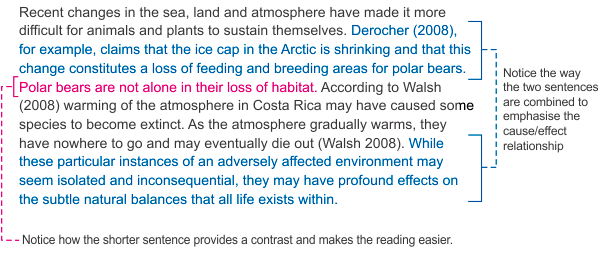 Recent changes in the sea, land and atmosphere have made it more
difficult for animals and plants to sustain themselves. Derocher (2008),
for example, claims that the ice cap in the Arctic is shrinking and that this
change constitutes a loss of feeding and breeding areas for polar bears.
Polar bears are not alone in their loss of habitat. According to Walsh
(2008) warming of the atmosphere in Costa Rica may have caused some
species to become extinct. As the atmosphere gradually warms, they
have nowhere to go and may eventually die out (Walsh 2008). While
these particular instances of an adversely affected environment may
seem isolated and inconsequential, they may have profound effects on
the subtle natural balances that all life exists within.
Notice the way
the two sentences
are combined to
emphasise the
cause/effect
relationship
Notice how the shorter sentence provides a contrast and makes the reading easier.